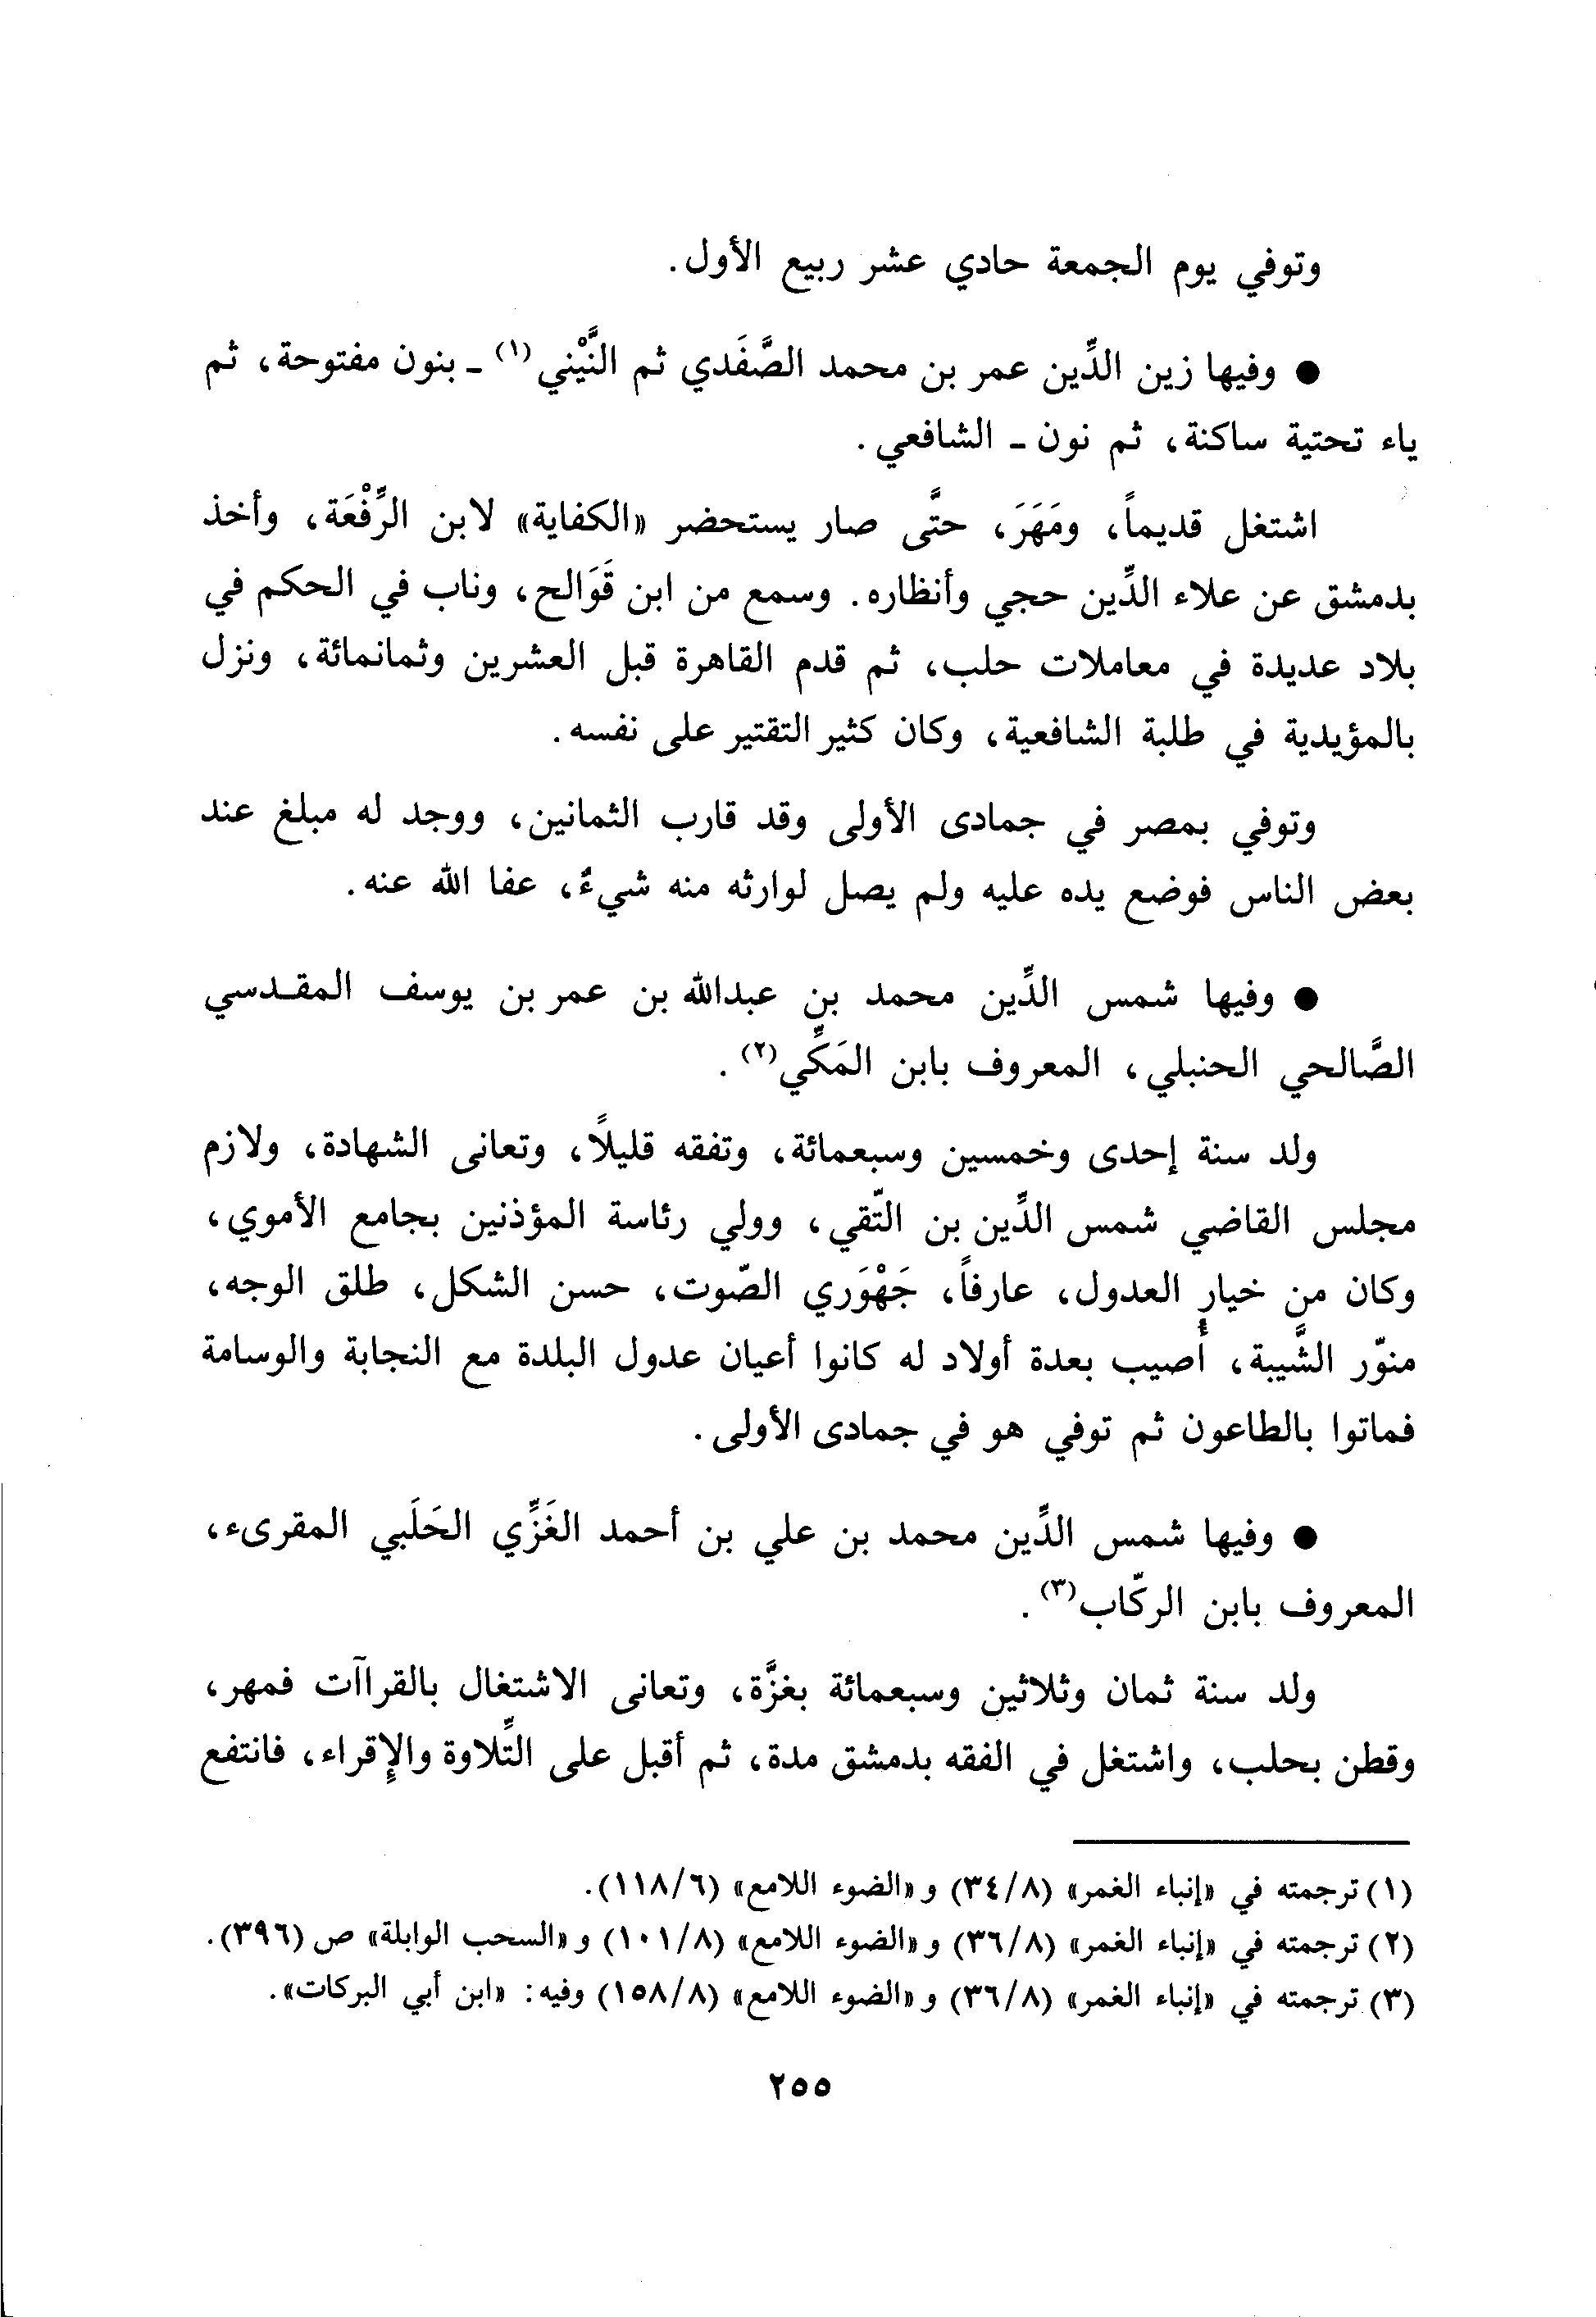 وتوفي يوم الجمعة حادي عشر ربيع الأول.
● وفيها زين الدِّين عمر بن محمد الصَّفَدي ثم النَّيْني(١) ـ بنون مفتوحة، ثم
ياء تحتية ساكنة، ثم نون ـ الشافعي.
اشتغل قديماً، ومَهَرَ، حتَّى صار يستحضر «الكفاية» لابن الرِّفْعَة، وأخذ
بدمشق عن علاء الدِّين حجي وأنظاره. وسمع من ابن قَوَالح، وناب في الحكم في
بلاد عديدة في معاملات حلب، ثم قدم القاهرة قبل العشرين وثمانمائة، ونزل
بالمؤيدية في طلبة الشافعية، وكان كثير التقتير على نفسه.
وتوفي بمصر في جمادى الأولى وقد قارب الثمانين، ووجد له مبلغ عند
بعض الناس فوضع يده عليه ولم يصل لوارثه منه شيءٌ، عفا الله عنه.
● وفيها شمس الدِّين محمد بن عبدالله بن عمر بن يوسف المقـدسي
الصَّالحي الحنبلي، المعروف بابن المَكِّي(٢).
ولد سنة إحدى وخمسين وسبعمائة، وتفقه قليلًا، وتعانى الشهادة، ولازم
مجلس القاضي شمس الدِّين بن التّقي، وولي رئاسة المؤذنين بجامع الأموي،
وكان من خيار العدول، عارفاً، جَهْوَري الصّوت، حسن الشكل، طلق الوجه،
منوّر الشَّيبة، أُصيب بعدة أولاد له كانوا أعيان عدول البلدة مع النجابة والوسامة
فماتوا بالطاعون ثم توفي هو في جمادى الأولى.
● وفيها شمس الدِّين محمد بن علي بن أحمد الغَزِّي الحَلَبي المقرىء،
المعروف بابن الركّاب(٣).
ولد سنة ثمان وثلاثين وسبعمائة بغزَّة، وتعانى الاشتغال بالقراآت فمهر،
وقطن بحلب، واشتغل في الفقه بدمشق مدة، ثم أقبل على التِّلاوة والإِقراء، فانتفع
(١) ترجمته في «إنباء الغمر» (٣٤/٨) و«الضوء اللامع» (١١٨/٦).
(٢) ترجمته في «إنباء الغمر» (٣٦/٨) و«الضوء اللامع» (١٠١/٨) و«السحب الوابلة» ص (٣٩٦).
(٣) ترجمته في «إنباء الغمر» (٣٦/٨) و«الضوء اللامع» (١٥٨/٨) وفيه: «ابن أبي البركات».
٢٥٥